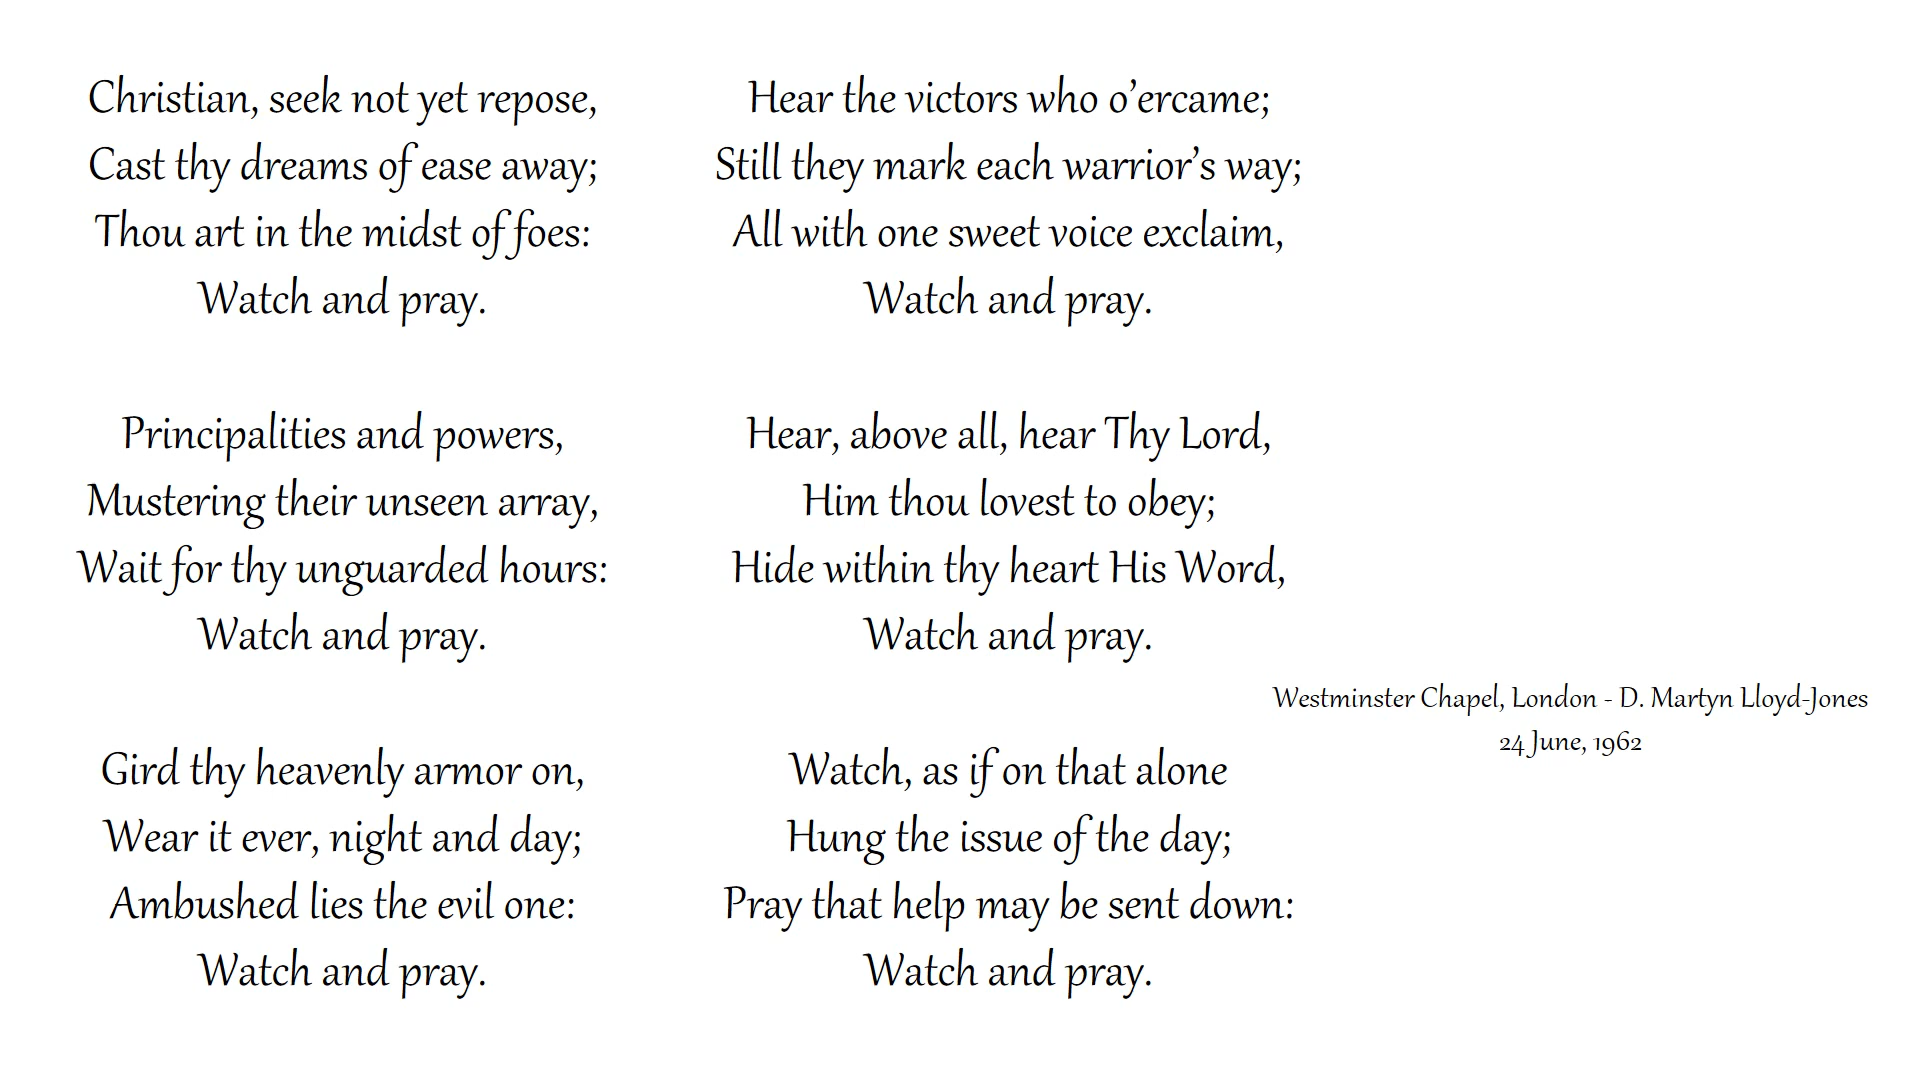 Christian, seek not yet repose,
Cast thy dreams of ease away;
Thou art in the midst of foes:
Watch and pray.
Principalities and powers,
Mustering their unseen array,
Wait for thy unguarded hours:
Watch and pray.
Gird thy heavenly armor on,
Wear it ever, night and day;
Ambushed lies the evil one:
Watch and pray.
Hear the victors who o’ercame;
Still they mark each warrior’s way;
All with one sweet voice exclaim,
Watch and pray.
Hear, above all, hear Thy Lord,
Him thou lovest to obey;
Hide within thy heart His Word,
Watch and pray.
Watch, as if on that alone
Hung the issue of the day;
Pray that help may be sent down:
Watch and pray.
Westminster Chapel, London - D. Martyn Lloyd-Jones
24 June, 1962